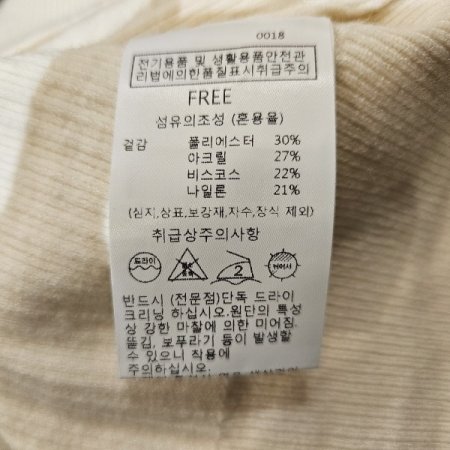 0018
전기용품 및 생활용품안전관
리법에의한품질표시취급주의
FREE
섬유의조성 (혼용율)
겉감 폴리에스터 30%
아크릴 27%
비스코스 22%
나일론 21%
(심지,상표,보강재,자수,장식 제외)
취급상주의사항
드라이 2 뉘어서
반드시 (전문점)단독 드라이
크리닝 하십시오.원단의 특성
상 강한 마찰에 의한 미어짐,
뜯김, 보푸라기 등이 발생할
수 있으니 착용에
주의하십시오.